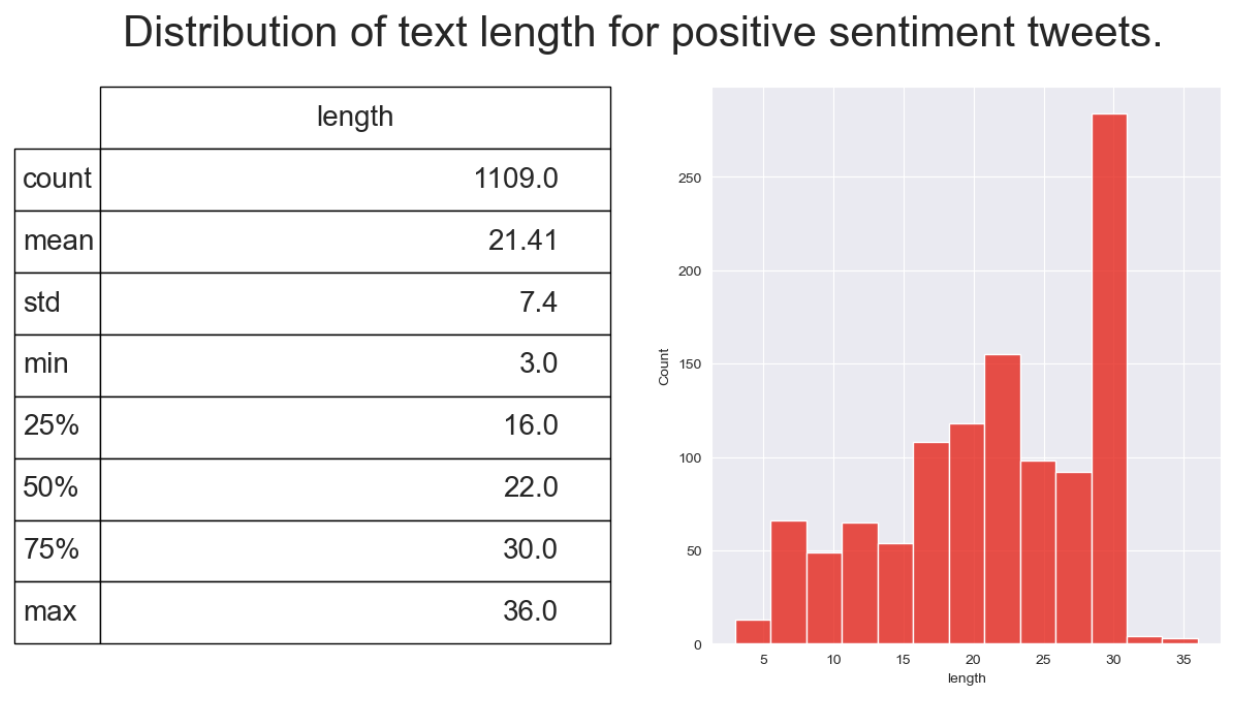 Distribution of text length for positive sentiment tweets.
length
count 1109.0
mean 21.41
std 7.4
min 3.0
25% 16.0
50% 22.0
75% 30.0
max 36.0
Count
250
200
150
100
50
0
5 10 15 20 25 30 35
length